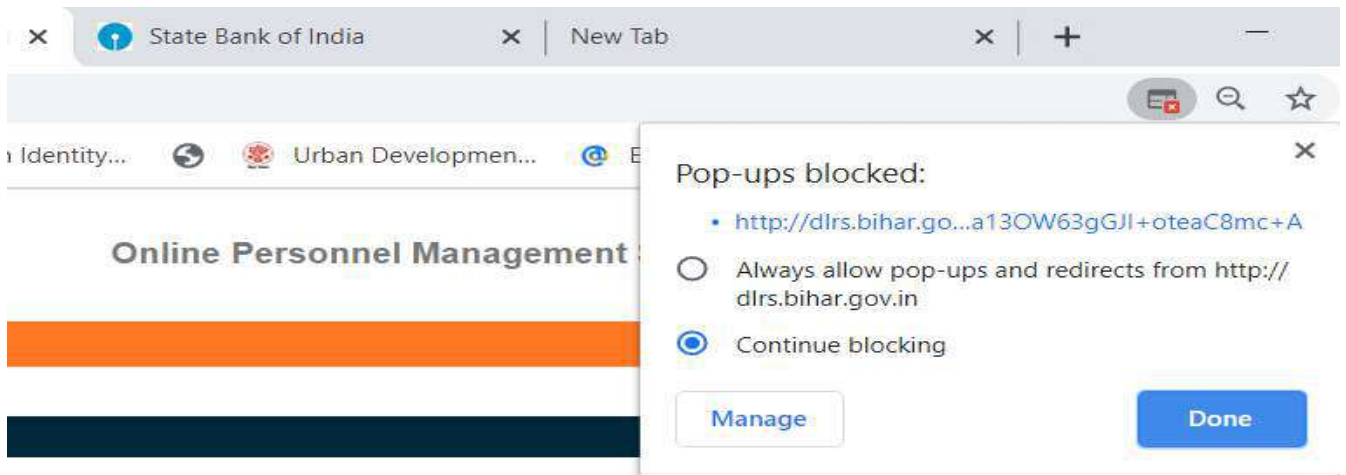 State Bank of India
New Tab
Identity...
Urban Developmen...
E
Pop-ups blocked:
http://dlrs.bihar.go...a13OW63gGJI+oteaC8mc+A
Online Personnel Management
Always allow pop-ups and redirects from http://
dlrs.bihar.gov.in
Continue blocking
Manage
Done